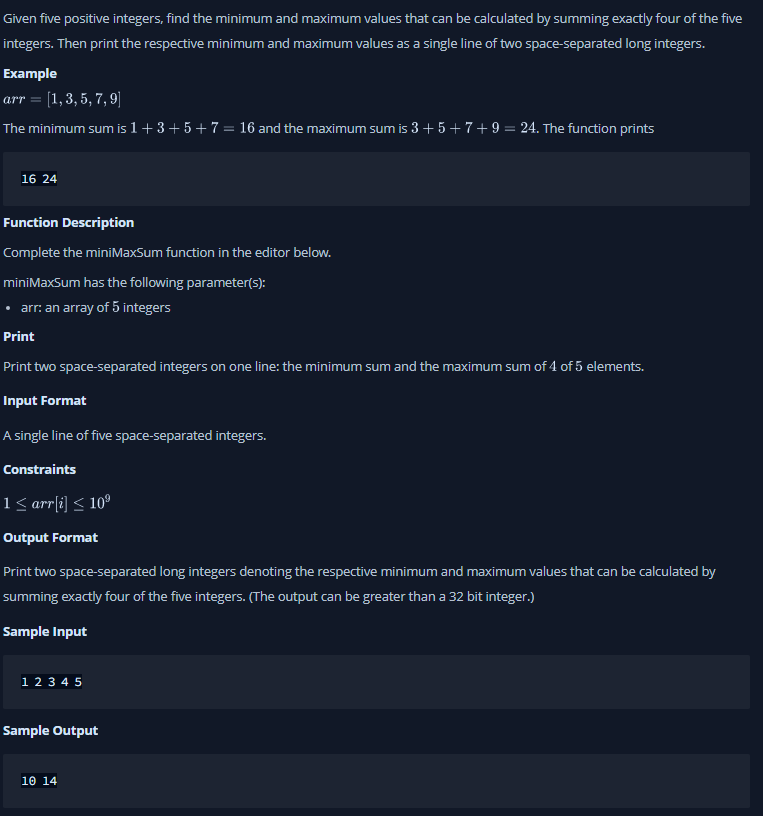 Given five positive integers, find the minimum and maximum values that can be calculated by summing exactly four of the five
integers. Then print the respective minimum and maximum values as a single line of two space-separated long integers.
Example
arr = [1, 3, 5, 7, 9]
The minimum sum is 1 + 3 + 5 + 7 = 16 and the maximum sum is 3 + 5 + 7 + 9 = 24. The function prints
16 24
Function Description
Complete the miniMaxSum function in the editor below.
miniMaxSum has the following parameter(s):
• arr: an array of 5 integers
Print
Print two space-separated integers on one line: the minimum sum and the maximum sum of 4 of 5 elements.
Input Format
A single line of five space-separated integers.
Constraints
1 ≤ arr[i] ≤ 10⁹
Output Format
Print two space-separated long integers denoting the respective minimum and maximum values that can be calculated by
summing exactly four of the five integers. (The output can be greater than a 32 bit integer.)
Sample Input
1 2 3 4 5
Sample Output
10 14